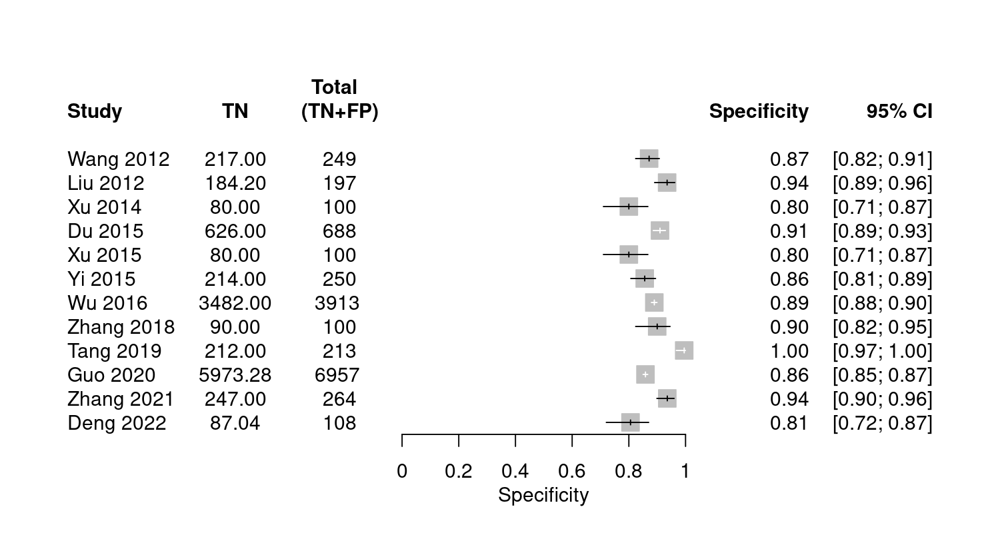 Total
Study TN (TN+FP) Specificity 95% CI
Wang 2012 217.00 249 0.87 [0.82; 0.91]
Liu 2012 184.20 197 0.94 [0.89; 0.96]
Xu 2014 80.00 100 0.80 [0.71; 0.87]
Du 2015 626.00 688 0.91 [0.89; 0.93]
Xu 2015 80.00 100 0.80 [0.71; 0.87]
Yi 2015 214.00 250 0.86 [0.81; 0.89]
Wu 2016 3482.00 3913 0.89 [0.88; 0.90]
Zhang 2018 90.00 100 0.90 [0.82; 0.95]
Tang 2019 212.00 213 1.00 [0.97; 1.00]
Guo 2020 5973.28 6957 0.86 [0.85; 0.87]
Zhang 2021 247.00 264 0.94 [0.90; 0.96]
Deng 2022 87.04 108 0.81 [0.72; 0.87]
0 0.2 0.4 0.6 0.8 1
Specificity